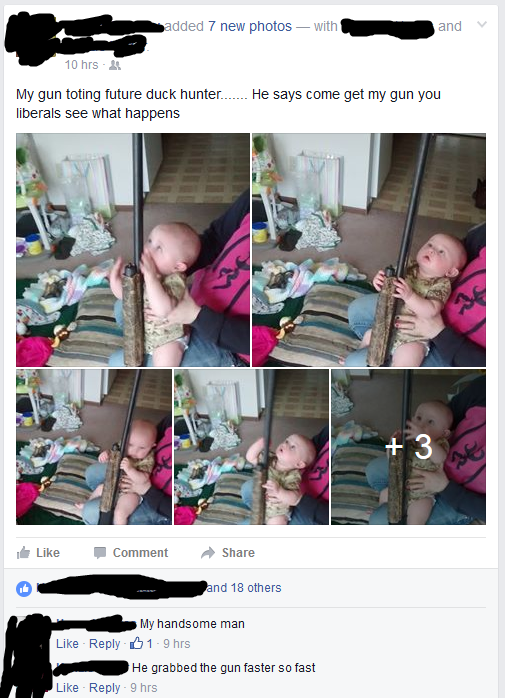 added 7 new photos — with and
10 hrs ·
My gun toting future duck hunter....... He says come get my gun you
liberals see what happens
+ 3
Like Comment Share
and 18 others
My handsome man
Like · Reply · 1 · 9 hrs
He grabbed the gun faster so fast
Like · Reply · 9 hrs